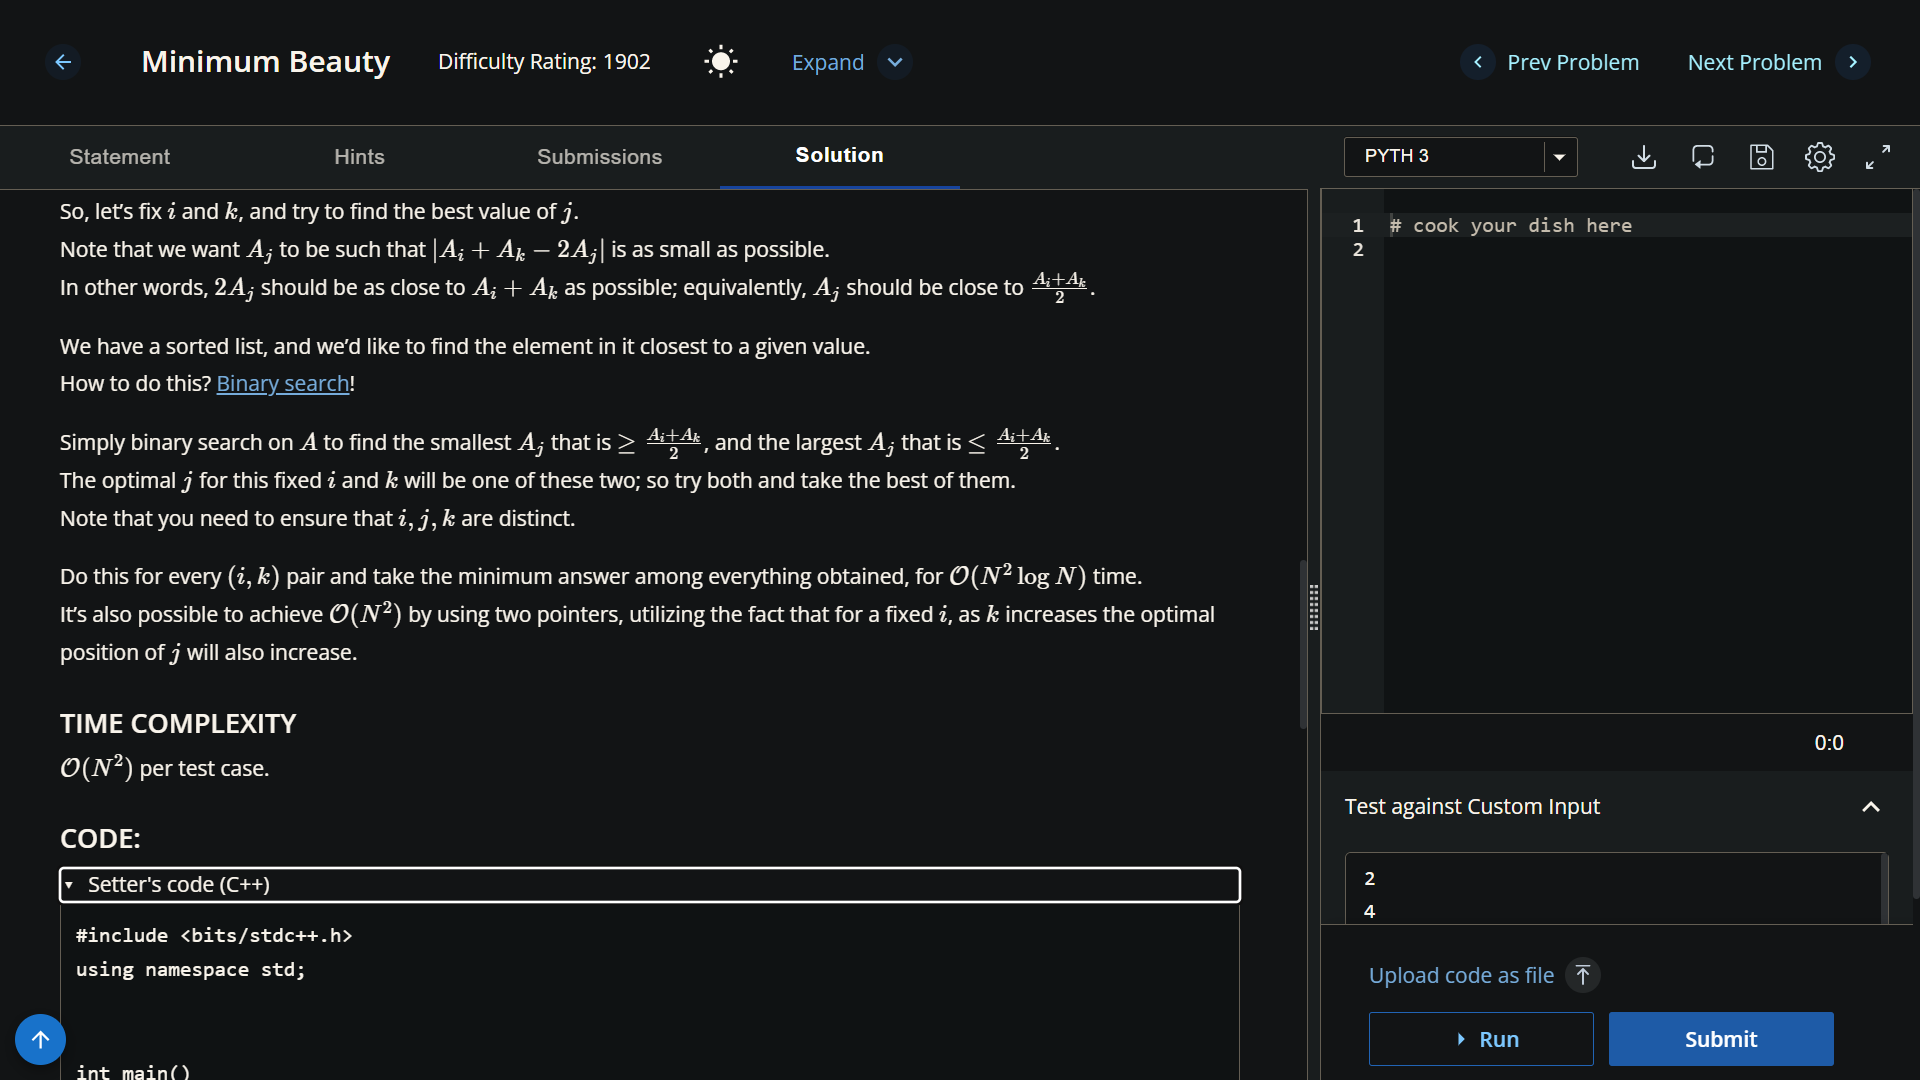 Minimum Beauty
Difficulty Rating: 1902
Expand
Prev Problem
Next Problem
Statement
Hints
Submissions
Solution
So, let’s fix i and k, and try to find the best value of j.
Note that we want A_j to be such that |A_i + A_k − 2A_j| is as small as possible.
In other words, 2A_j should be as close to A_i + A_k as possible; equivalently, A_j should be close to \frac{A_i+A_k}{2}.
We have a sorted list, and we’d like to find the element in it closest to a given value.
How to do this? Binary search!
Simply binary search on A to find the smallest A_j that is ≥ \frac{A_i+A_k}{2}, and the largest A_j that is ≤ \frac{A_i+A_k}{2}.
The optimal j for this fixed i and k will be one of these two; so try both and take the best of them.
Note that you need to ensure that i, j, k are distinct.
Do this for every (i, k) pair and take the minimum answer among everything obtained, for 𝒪(N² log N) time.
It’s also possible to achieve 𝒪(N²) by using two pointers, utilizing the fact that for a fixed i, as k increases the optimal
position of j will also increase.
TIME COMPLEXITY
𝒪(N²) per test case.
CODE:
▾ Setter's code (C++)
#include <bits/stdc++.h>
using namespace std;
int main()
PYTH 3
1 # cook your dish here
2
0:0
Test against Custom Input
2
4
Upload code as file
Run
Submit